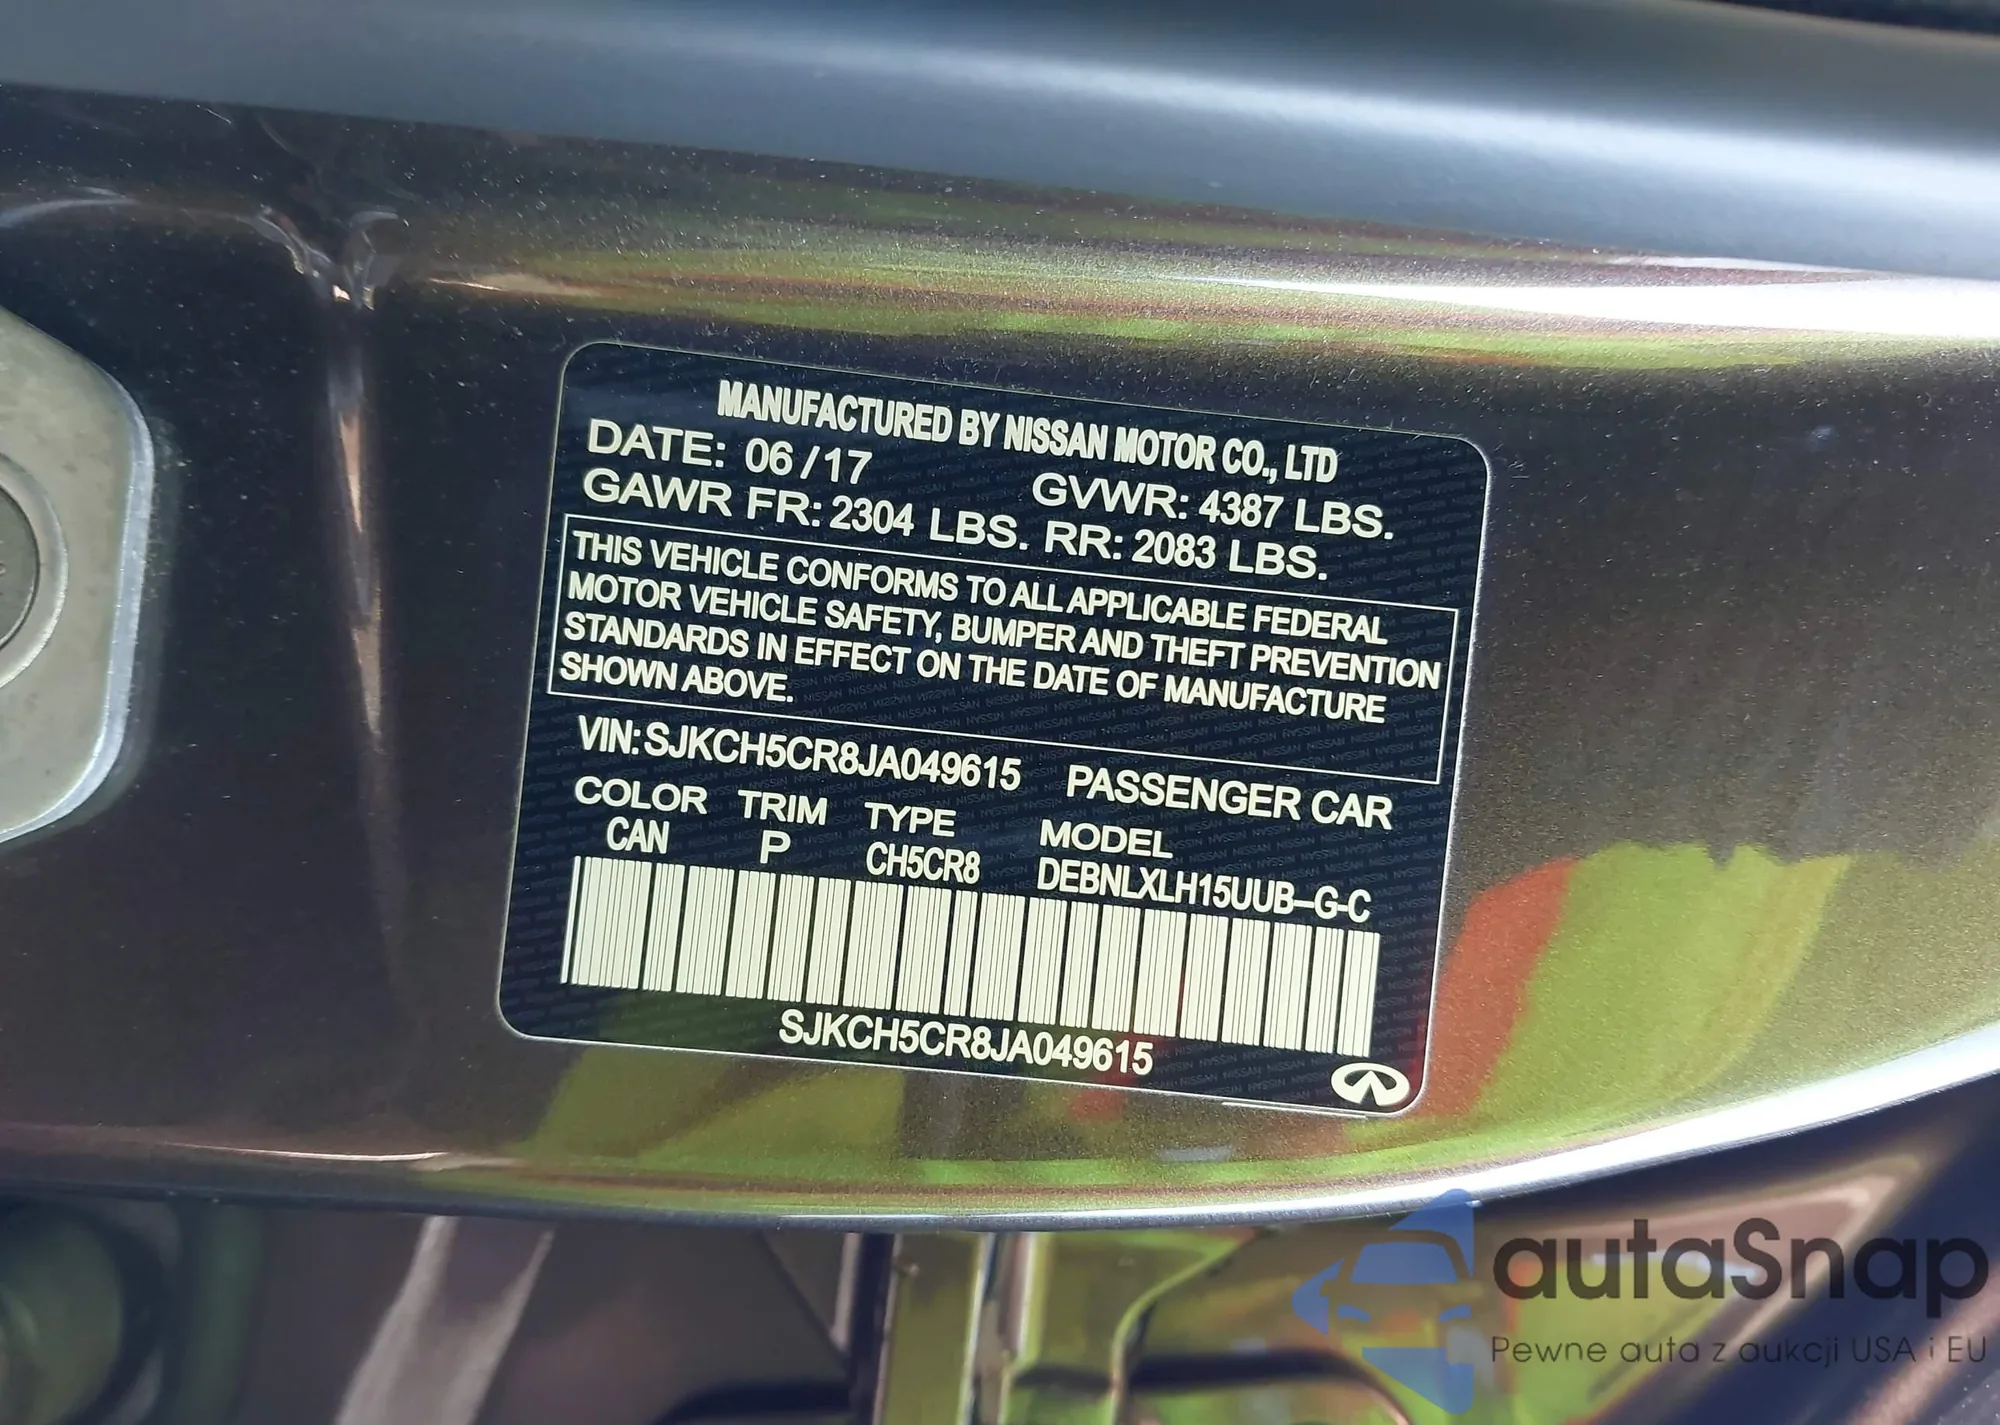 MANUFACTURED BY NISSAN MOTOR CO., LTD
DATE: 06/17 GVWR: 4387 LBS.
GAWR FR: 2304 LBS. RR: 2083 LBS.
THIS VEHICLE CONFORMS TO ALL APPLICABLE FEDERAL
MOTOR VEHICLE SAFETY, BUMPER AND THEFT PREVENTION
STANDARDS IN EFFECT ON THE DATE OF MANUFACTURE
SHOWN ABOVE.
VIN: SJKCH5CR8JA049615 PASSENGER CAR
COLOR TRIM TYPE MODEL
CAN P CH5CR8 DEBNLXLH15UUB-G-C
SJKCH5CR8JA049615
autaSnap
Pewne auta z aukcji USA i EU